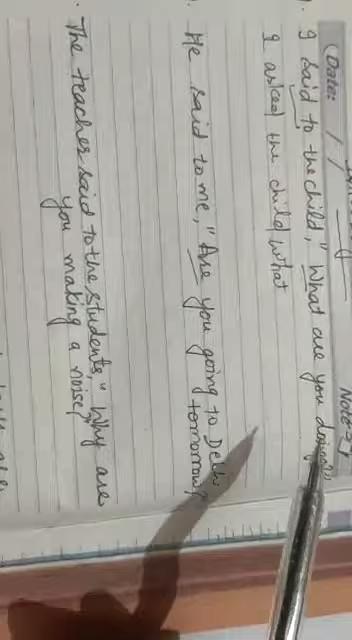 Date: / /
Note → 1
I said to the child, "What are you doing?"
I asked the child what
He said to me, "Are you going to Delhi
tomorrow?
The teacher said to the students, "Why are
you making a noise?